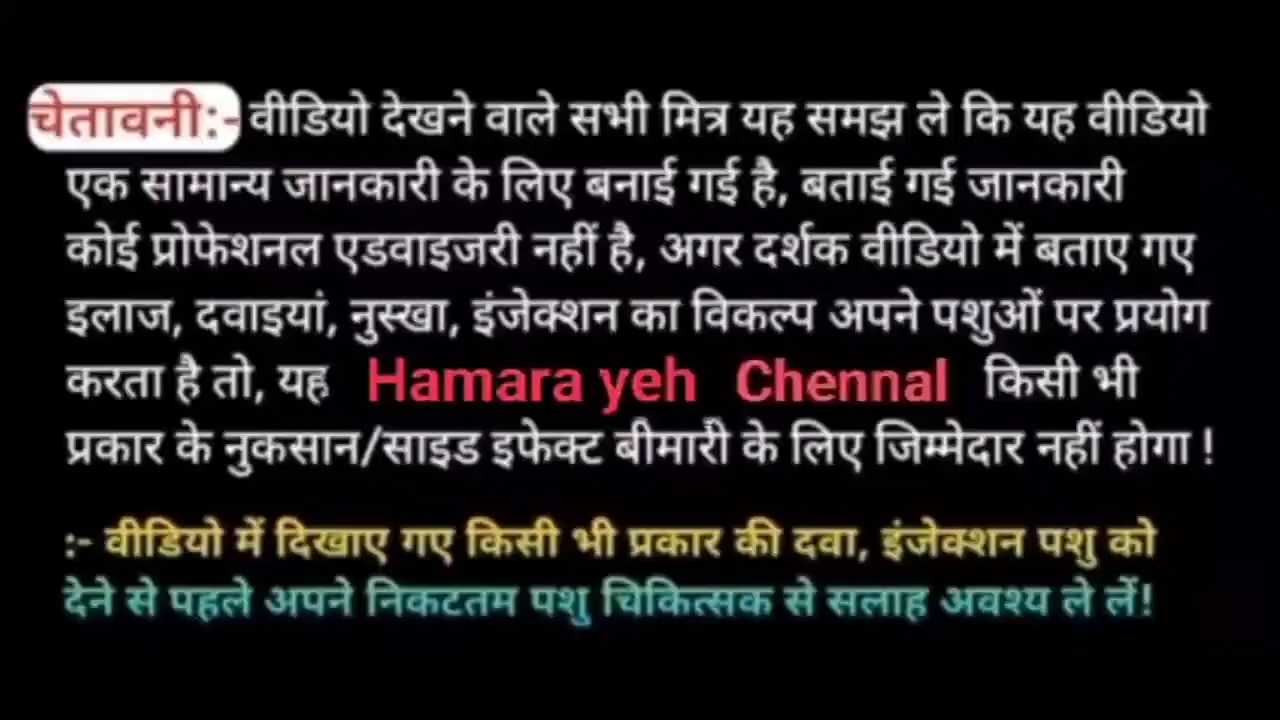 चेतावनी:- वीडियो देखने वाले सभी मित्र यह समझ ले कि यह वीडियो
एक सामान्य जानकारी के लिए बनाई गई है, बताई गई जानकारी
कोई प्रोफेशनल एडवाइजरी नहीं है, अगर दर्शक वीडियो में बताए गए
इलाज, दवाइयां, नुस्खा, इंजेक्शन का विकल्प अपने पशुओं पर प्रयोग
करता है तो, यह Hamara yeh Chennal किसी भी
प्रकार के नुकसान/साइड इफेक्ट बीमारी के लिए जिम्मेदार नहीं होगा !
:- वीडियो में दिखाए गए किसी भी प्रकार की दवा, इंजेक्शन पशु को
देने से पहले अपने निकटतम पशु चिकित्सक से सलाह अवश्य ले लें!